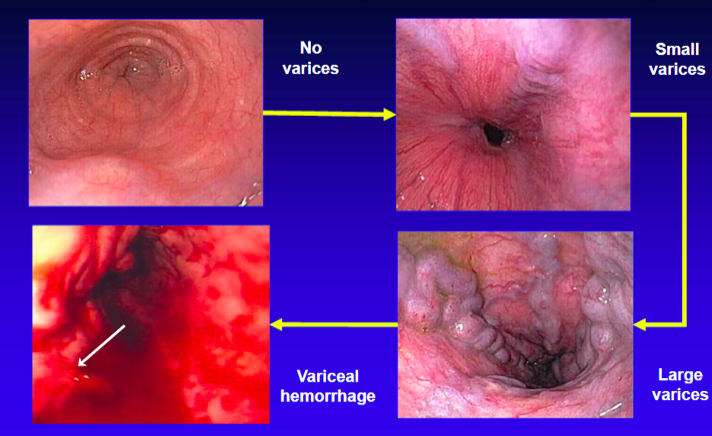 No
varices
Small
varices
Large
varices
Variceal
hemorrhage